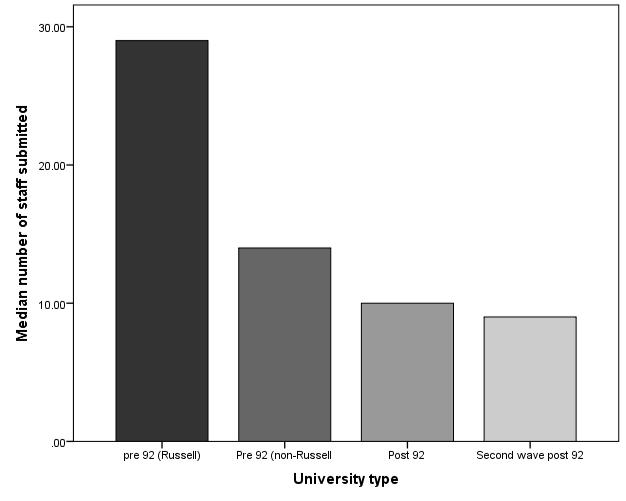 30.00
20.00
10.00
.00
Median number of staff submitted
pre 92 (Russell)
Pre 92 (non-Russell
Post 92
Second wave post 92
University type